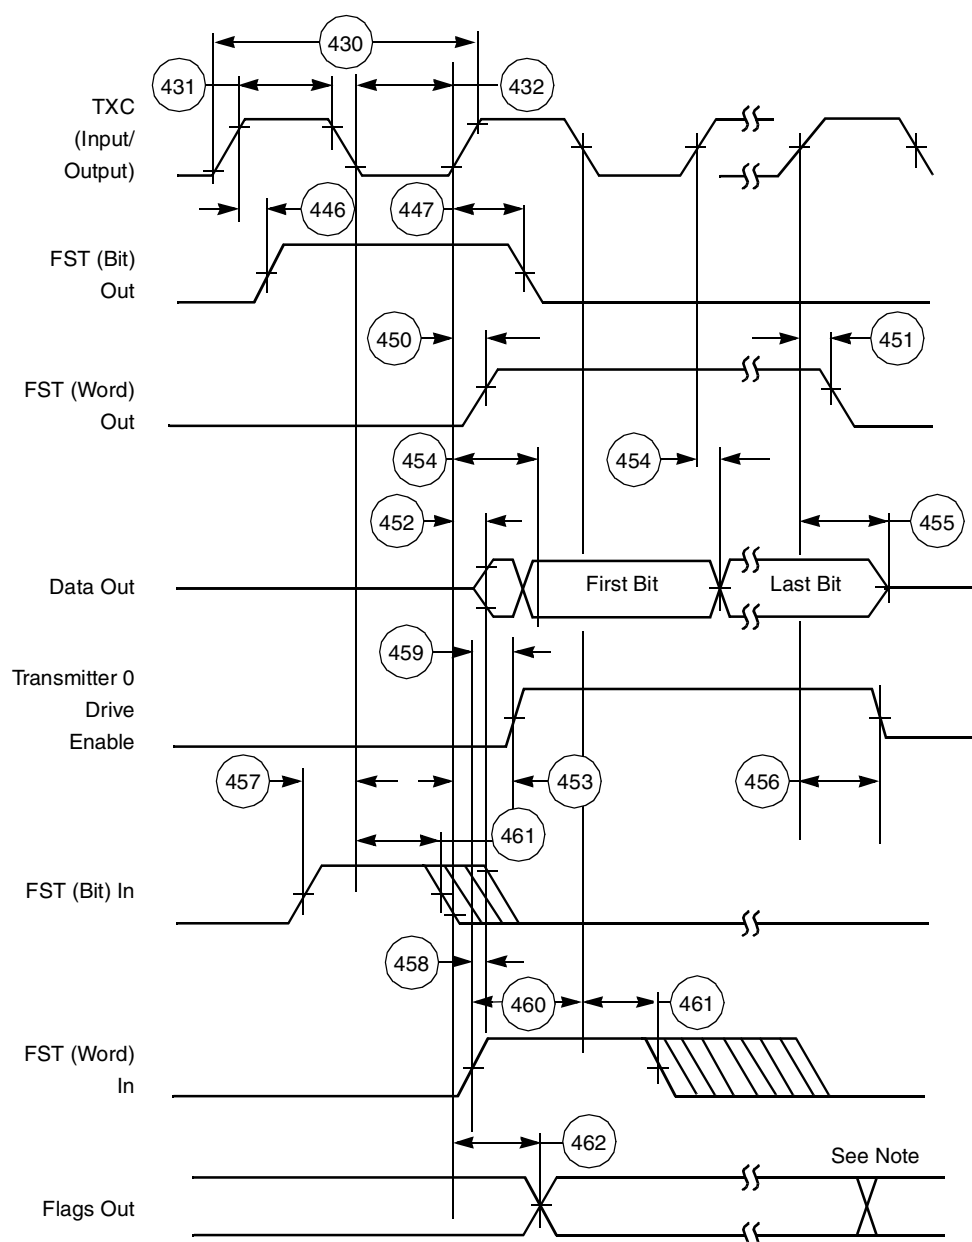 430
431
432
TXC
(Input/
Output)
446
447
FST (Bit)
Out
450
451
FST (Word)
Out
454
454
452
455
Data Out
First Bit
Last Bit
459
Transmitter 0
Drive
Enable
457
453
456
461
FST (Bit) In
458
460
461
FST (Word)
In
462
See Note
Flags Out